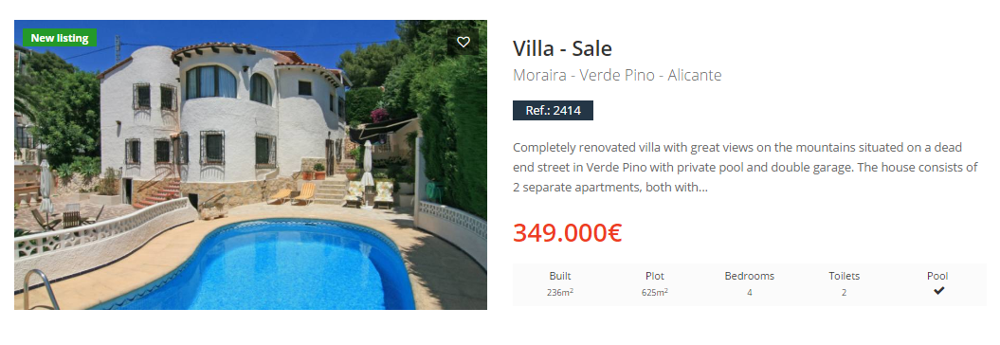 New listing
Villa - Sale
Moraira - Verde Pino - Alicante
Ref.: 2414
Completely renovated villa with great views on the mountains situated on a dead
end street in Verde Pino with private pool and double garage. The house consists of
2 separate apartments, both with...
349.000€
Built Plot Bedrooms Toilets Pool
236m² 625m² 4 2 ✔